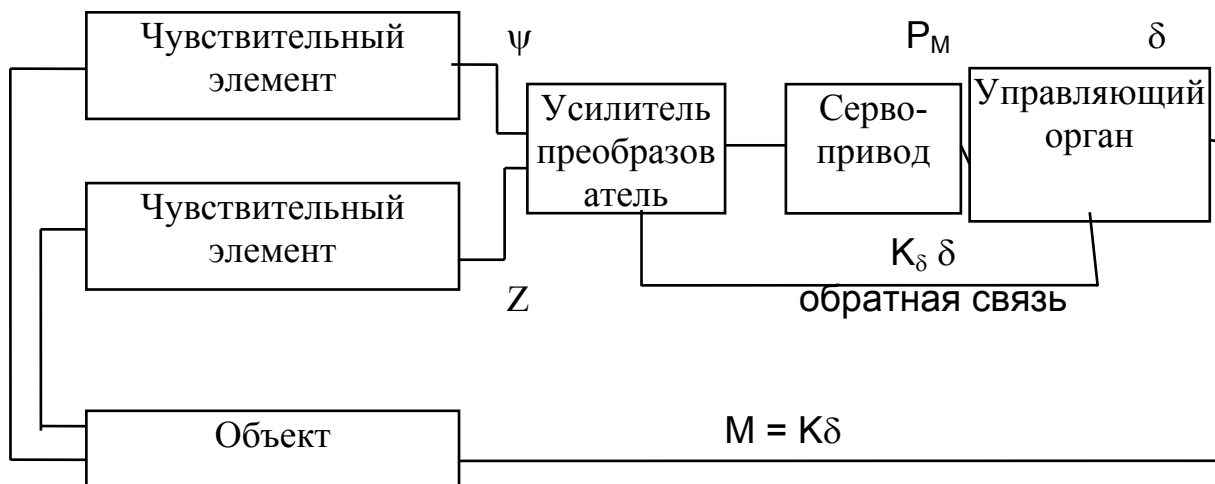 Чувствительный
элемент
ψ
P_M
δ
Усилитель
преобразов
атель
Серво-
привод
Управляющий
орган
Чувствительный
элемент
Z
K_δ δ
обратная связь
Объект
M = Kδ